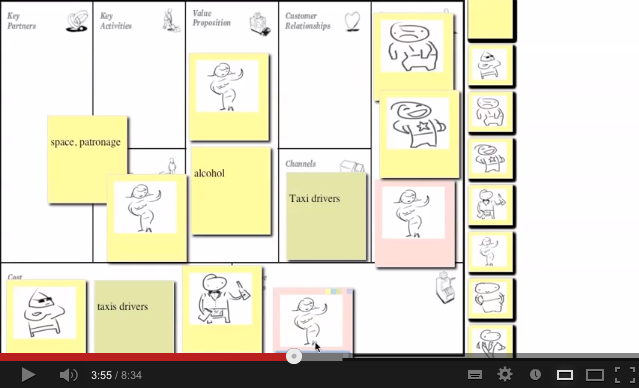 Key
Partners
Key
Activities
Value
Proposition
Customer
Relationships
space, patronage
alcohol
Channels
Taxi drivers
Cost
taxis drivers
3:55 / 8:34